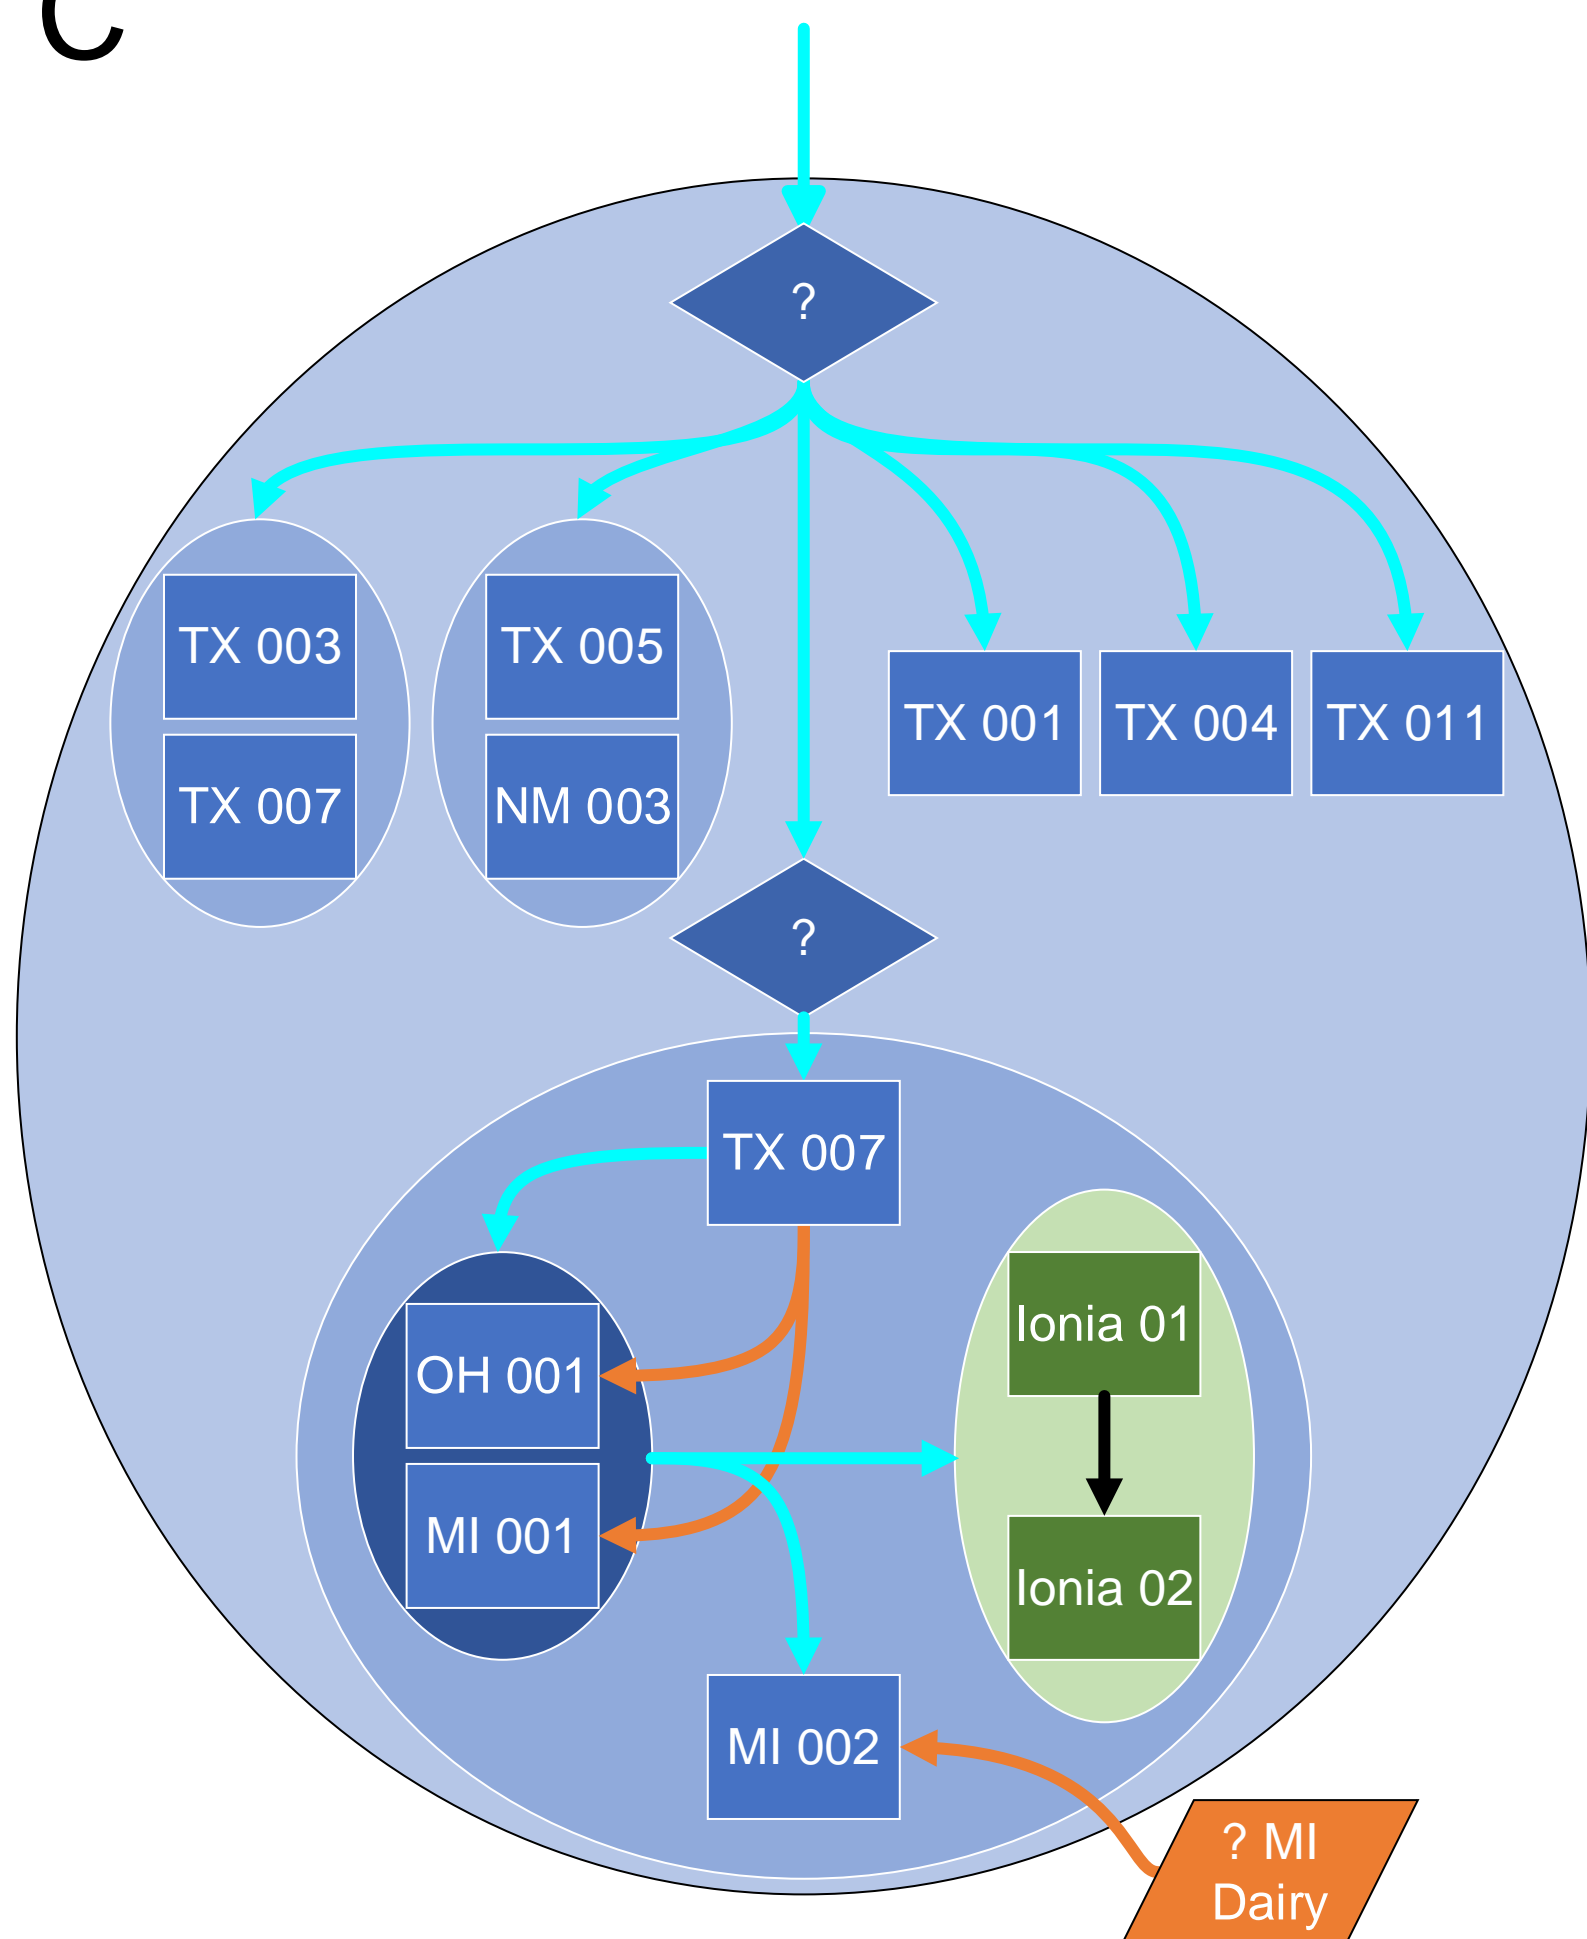 C
?
TX 003
TX 005
TX 007
NM 003
TX 001
TX 004
TX 011
?
TX 007
OH 001
MI 001
Ionia 01
Ionia 02
MI 002
? MI
Dairy